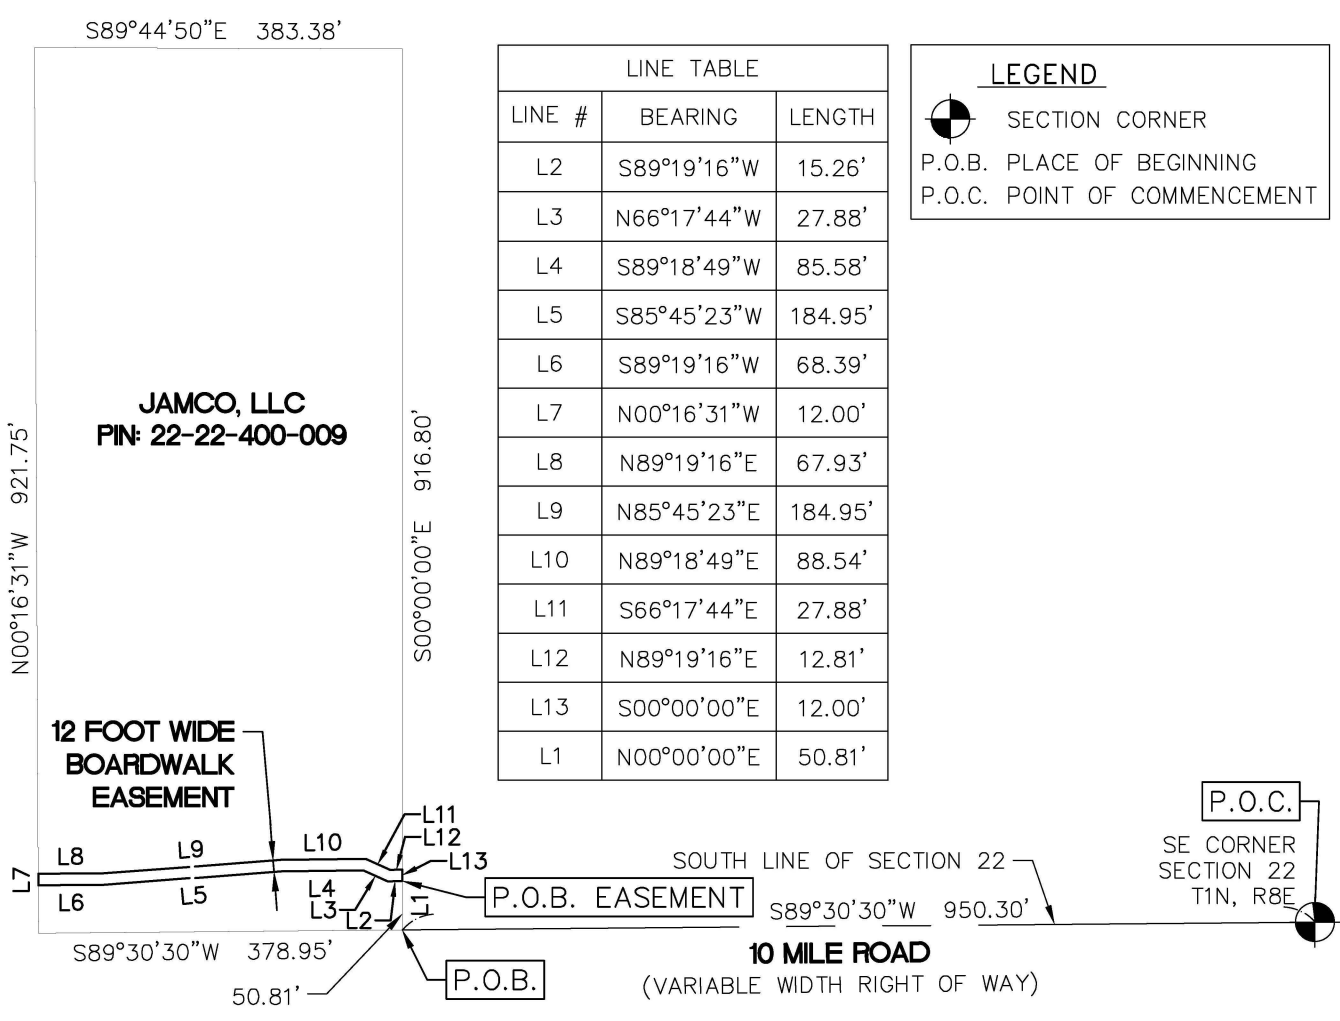 S89°44'50"E 383.38'
LINE TABLE
LINE # BEARING LENGTH
L2 S89°19'16"W 15.26'
L3 N66°17'44"W 27.88'
L4 S89°18'49"W 85.58'
L5 S85°45'23"W 184.95'
L6 S89°19'16"W 68.39'
L7 N00°16'31"W 12.00'
L8 N89°19'16"E 67.93'
L9 N85°45'23"E 184.95'
L10 N89°18'49"E 88.54'
L11 S66°17'44"E 27.88'
L12 N89°19'16"E 12.81'
L13 S00°00'00"E 12.00'
L1 N00°00'00"E 50.81'
LEGEND
SECTION CORNER
P.O.B. PLACE OF BEGINNING
P.O.C. POINT OF COMMENCEMENT
JAMCO, LLC
PIN: 22-22-400-009
N00°16'31"W 921.75'
S00°00'00"E 916.80'
12 FOOT WIDE
BOARDWALK
EASEMENT
L11
L12
L13
L10
L9
L8
L7
L6
L5
L4
L3
L2
L1
P.O.B. EASEMENT
SOUTH LINE OF SECTION 22
P.O.C.
SE CORNER
SECTION 22
T1N, R8E
S89°30'30"W 950.30'
10 MILE ROAD
(VARIABLE WIDTH RIGHT OF WAY)
S89°30'30"W 378.95'
P.O.B.
50.81'